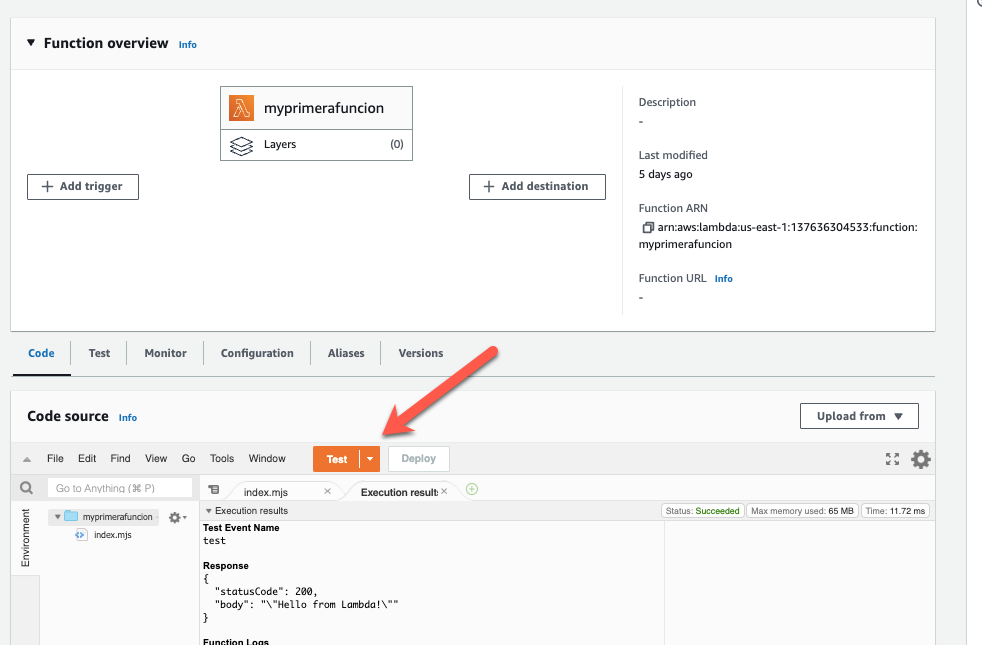 Function overview Info
myprimerafuncion
Layers (0)
Add trigger
Add destination
Description
-
Last modified
5 days ago
Function ARN
arn:aws:lambda:us-east-1:137636304533:function:
myprimerafuncion
Function URL Info
-
Code Test Monitor Configuration Aliases Versions
Code source Info
Upload from
File Edit Find View Go Tools Window Test Deploy
Go to Anything (⌘ P)
index.mjs
Execution result
Environment
myprimerafuncion
index.mjs
Execution results
Status: Succeeded Max memory used: 65 MB Time: 11.72 ms
Test Event Name
test
Response
{
"statusCode": 200,
"body": "\"Hello from Lambda!\""
}
Function Logs